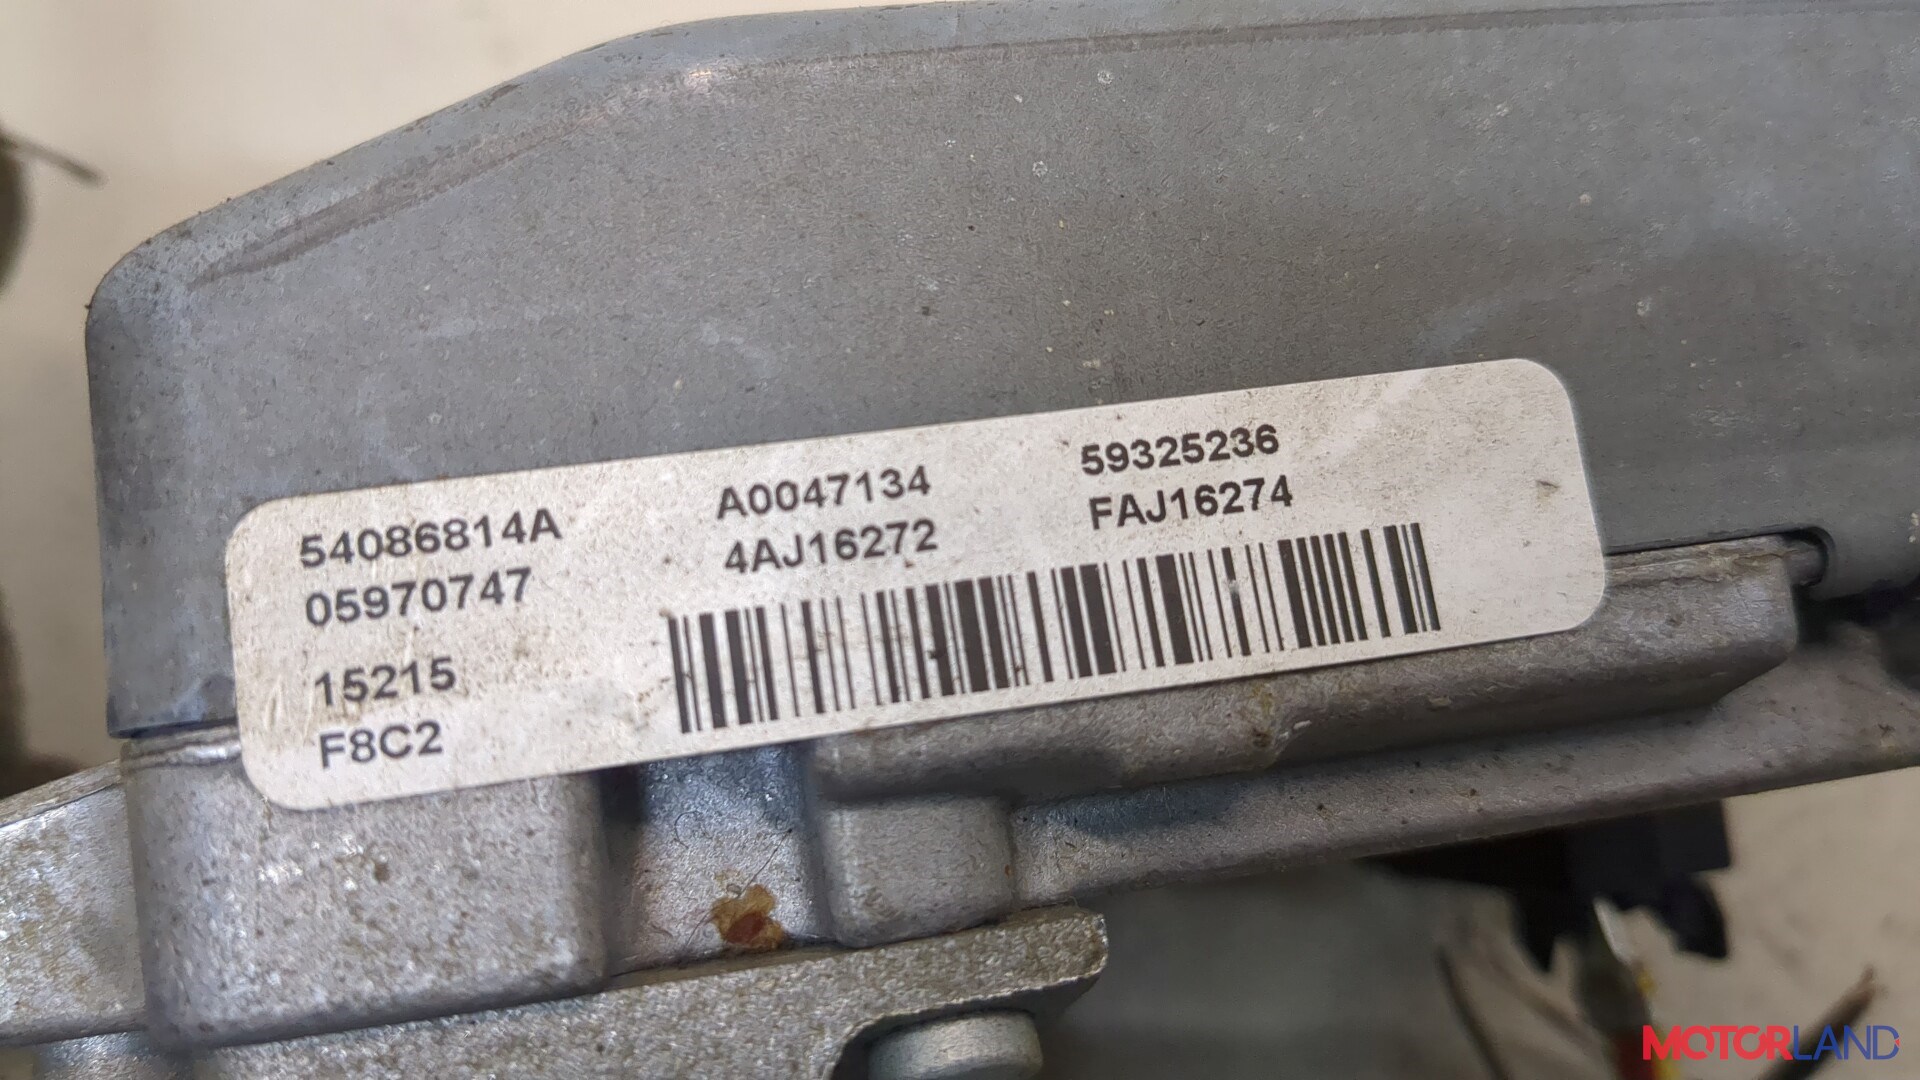 54086814A
05970747
15215
F8C2
A0047134
4AJ16272
59325236
FAJ16274
MOTORLAND